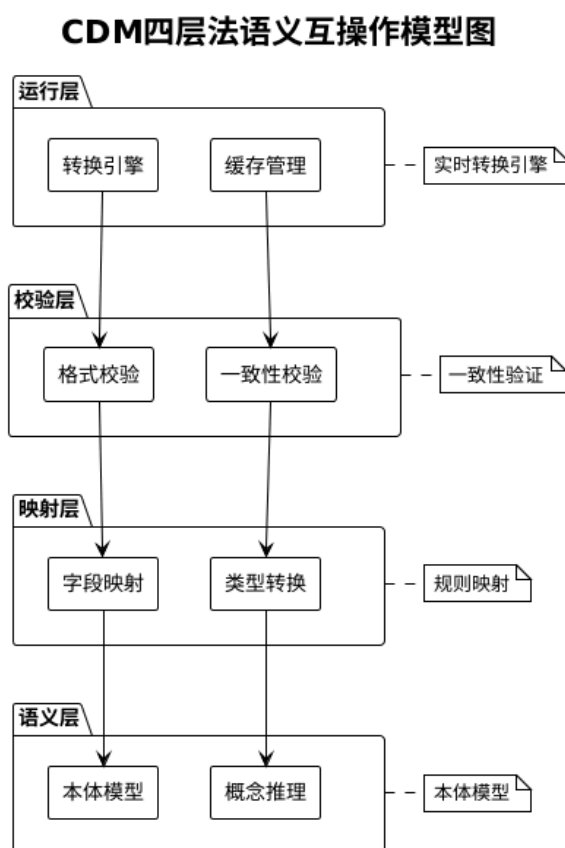 CDM四层法语义互操作模型图
运行层
转换引擎
缓存管理
实时转换引擎
校验层
格式校验
一致性校验
一致性验证
映射层
字段映射
类型转换
规则映射
语义层
本体模型
概念推理
本体模型